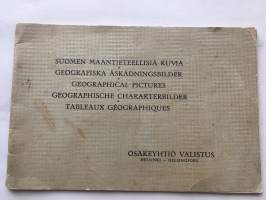 SUOMEN MAANTIETEELLISIÄ KUVIA
GEOGRAFISKA ÅSKÅDNINGSBILDER
GEOGRAPHICAL PICTURES
GEOGRAPHISCHE CHARAKTERBILDER
TABLEAUX GÉOGRAPHIQUES
OSAKEYHTIÖ VALISTUS
HELSINKI — HELSINGFORS